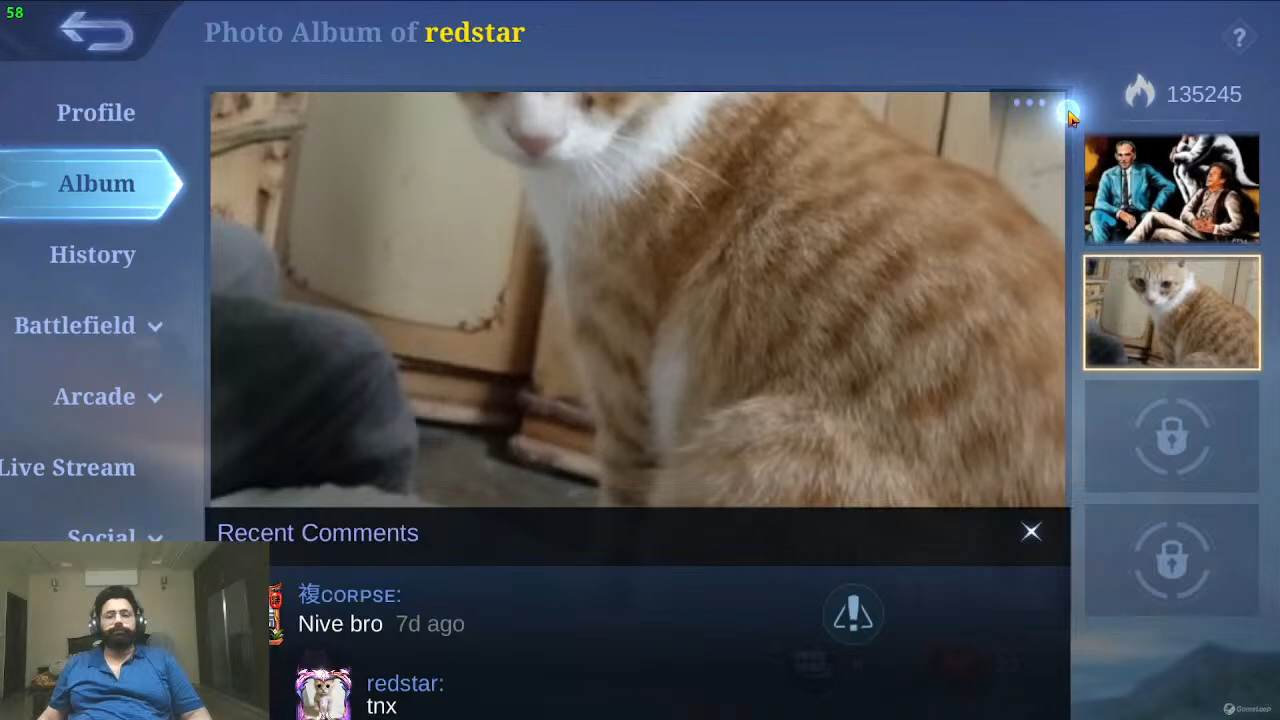 58
Photo Album of redstar
?
135245
Profile
Album
History
Battlefield
Arcade
Live Stream
Social
Recent Comments
複CORPSE:
Nive bro 7d ago
redstar:
tnx
GameLoop